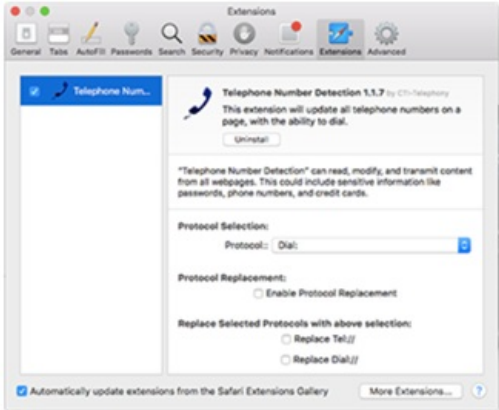 Extensions
General Tabs AutoFill Passwords Search Security Privacy Notifications Extensions Advanced
Telephone Num...
Telephone Number Detection 1.1.7 by CTI-Telephony
This extension will update all telephone numbers on a
page, with the ability to dial.
Uninstall
"Telephone Number Detection" can read, modify, and transmit content
from all webpages. This could include sensitive information like
passwords, phone numbers, and credit cards.
Protocol Selection:
Protocol:: Dial:
Protocol Replacement:
Enable Protocol Replacement
Replace Selected Protocols with above selection:
Replace Tel://
Replace Dial://
Automatically update extensions from the Safari Extensions Gallery More Extensions... ?